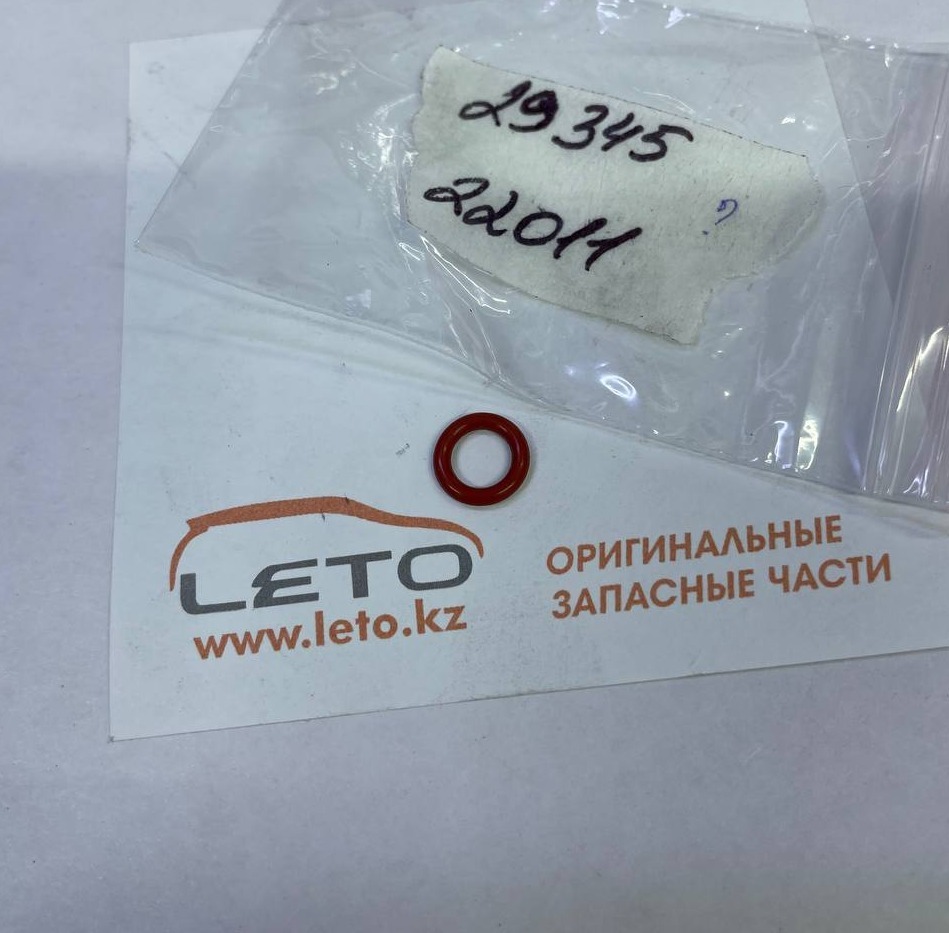 29345
22011
?
LETO
www.leto.kz
ОРИГИНАЛЬНЫЕ
ЗАПАСНЫЕ ЧАСТИ